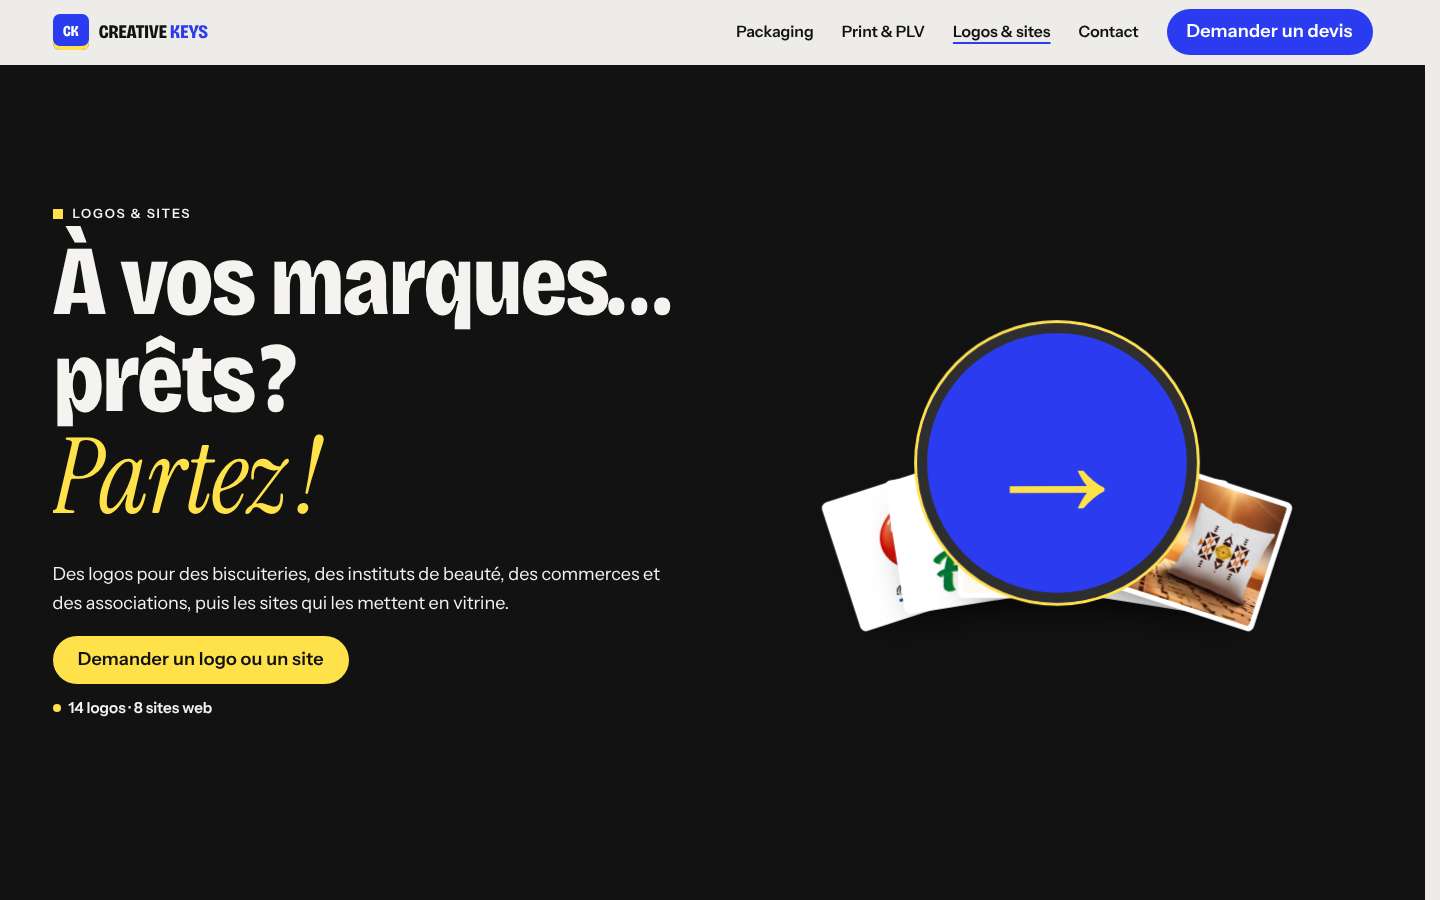 CK CREATIVE KEYS
Packaging
Print & PLV
Logos & sites
Contact
Demander un devis
LOGOS & SITES
À vos marques...
prêts?
Partez !
Des logos pour des biscuiteries, des instituts de beauté, des commerces et
des associations, puis les sites qui les mettent en vitrine.
Demander un logo ou un site
14 logos · 8 sites web